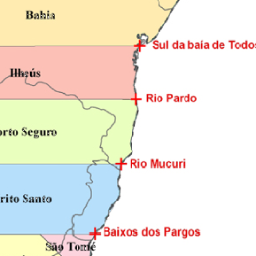 Bahia
Sul da baia de Todos
Ilheús
Rio Pardo
orto Seguro
Rio Mucuri
rito Santo
Baixos dos Pargos
São Tomé